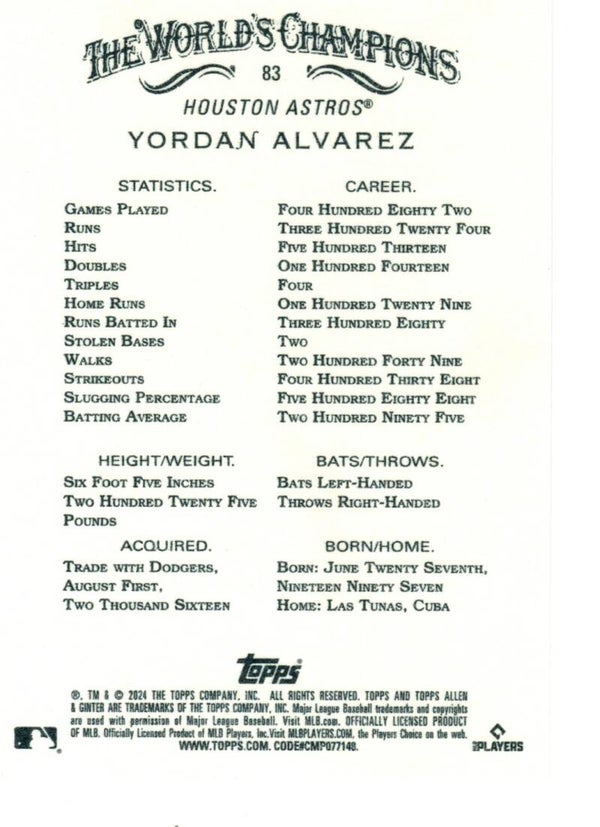 THE WORLD'S CHAMPIONS
83
HOUSTON ASTROS®
YORDAN ALVAREZ
STATISTICS. CAREER.
GAMES PLAYED FOUR HUNDRED EIGHTY TWO
RUNS THREE HUNDRED TWENTY FOUR
HITS FIVE HUNDRED THIRTEEN
DOUBLES ONE HUNDRED FOURTEEN
TRIPLES FOUR
HOME RUNS ONE HUNDRED TWENTY NINE
RUNS BATTED IN THREE HUNDRED EIGHTY
STOLEN BASES TWO
WALKS TWO HUNDRED FORTY NINE
STRIKEOUTS FOUR HUNDRED THIRTY EIGHT
SLUGGING PERCENTAGE FIVE HUNDRED EIGHTY EIGHT
BATTING AVERAGE TWO HUNDRED NINETY FIVE
HEIGHT/WEIGHT. BATS/THROWS.
SIX FOOT FIVE INCHES BATS LEFT-HANDED
TWO HUNDRED TWENTY FIVE THROWS RIGHT-HANDED
POUNDS
ACQUIRED. BORN/HOME.
TRADE WITH DODGERS, BORN: JUNE TWENTY SEVENTH,
AUGUST FIRST, NINETEEN NINETY SEVEN
TWO THOUSAND SIXTEEN HOME: LAS TUNAS, CUBA
topps
®, TM & © 2024 THE TOPPS COMPANY, INC. ALL RIGHTS RESERVED. TOPPS AND TOPPS ALLEN
& GINTER ARE TRADEMARKS OF THE TOPPS COMPANY, INC. Major League Baseball trademarks and copyrights
are used with permission of Major League Baseball. Visit MLB.com. OFFICIALLY LICENSED PRODUCT
OF MLB. Officially Licensed Product of MLB Players, Inc. Visit MLBPLAYERS.COM, the Players Choice on the web.
WWW.TOPPS.COM. CODE#CMP077148.
MLB PLAYERS